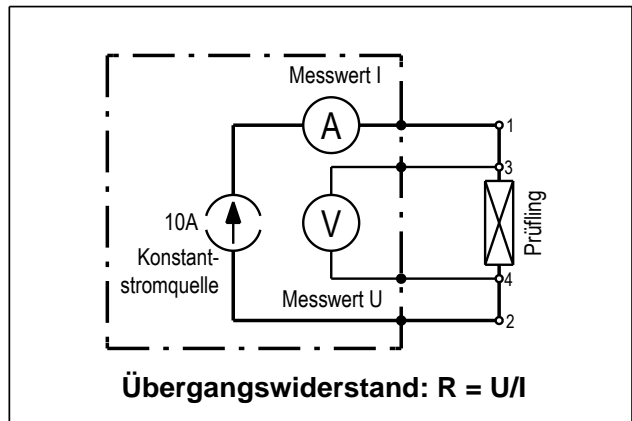 Messwert I
A
1
3
10A
V
Prüfling
Konstant-
stromquelle
4
Messwert U
2
Übergangswiderstand: R = U/I